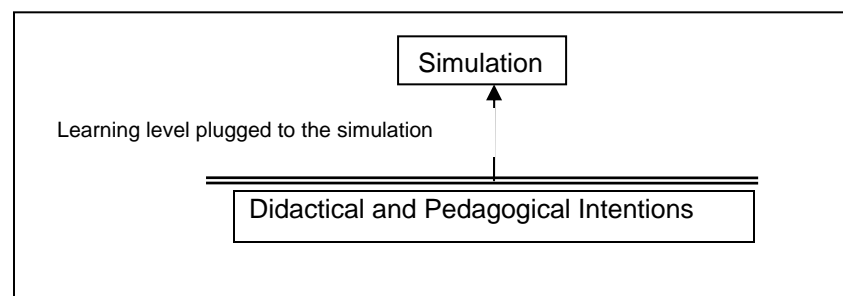 Simulation
Learning level plugged to the simulation
Didactical and Pedagogical Intentions